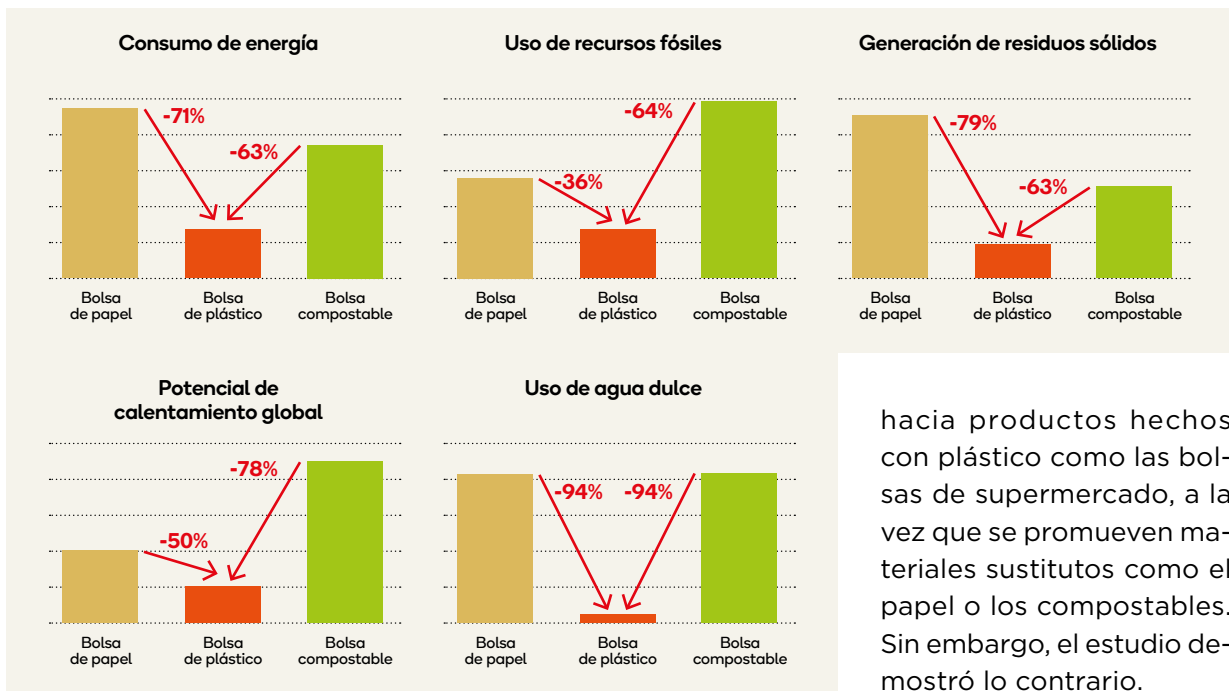 Consumo de energía
-71%
-63%
Bolsa
de papel
Bolsa
de plástico
Bolsa
compostable
Uso de recursos fósiles
-64%
-36%
Bolsa
de papel
Bolsa
de plástico
Bolsa
compostable
Generación de residuos sólidos
-79%
-63%
Bolsa
de papel
Bolsa
de plástico
Bolsa
compostable
Potencial de
calentamiento global
-78%
-50%
Bolsa
de papel
Bolsa
de plástico
Bolsa
compostable
Uso de agua dulce
-94%
-94%
Bolsa
de papel
Bolsa
de plástico
Bolsa
compostable
hacia productos hechos
con plástico como las bol-
sas de supermercado, a la
vez que se promueven ma-
teriales sustitutos como el
papel o los compostables.
Sin embargo, el estudio de-
mostró lo contrario.